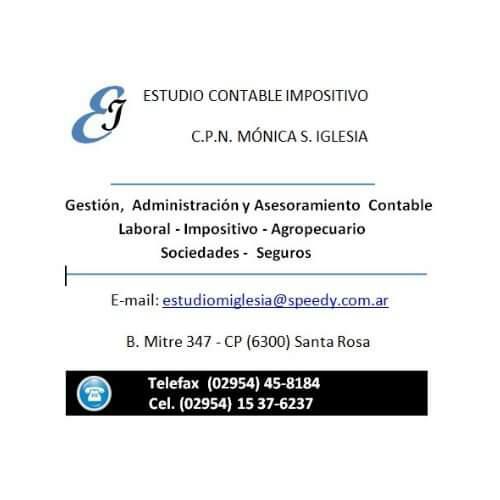 EI
ESTUDIO CONTABLE IMPOSITIVO
C.P.N. MÓNICA S. IGLESIA
Gestión, Administración y Asesoramiento Contable
Laboral - Impositivo - Agropecuario
Sociedades - Seguros
E-mail: estudiomiglesia@speedy.com.ar
B. Mitre 347 - CP (6300) Santa Rosa
Telefax (02954) 45-8184
Cel. (02954) 15 37-6237